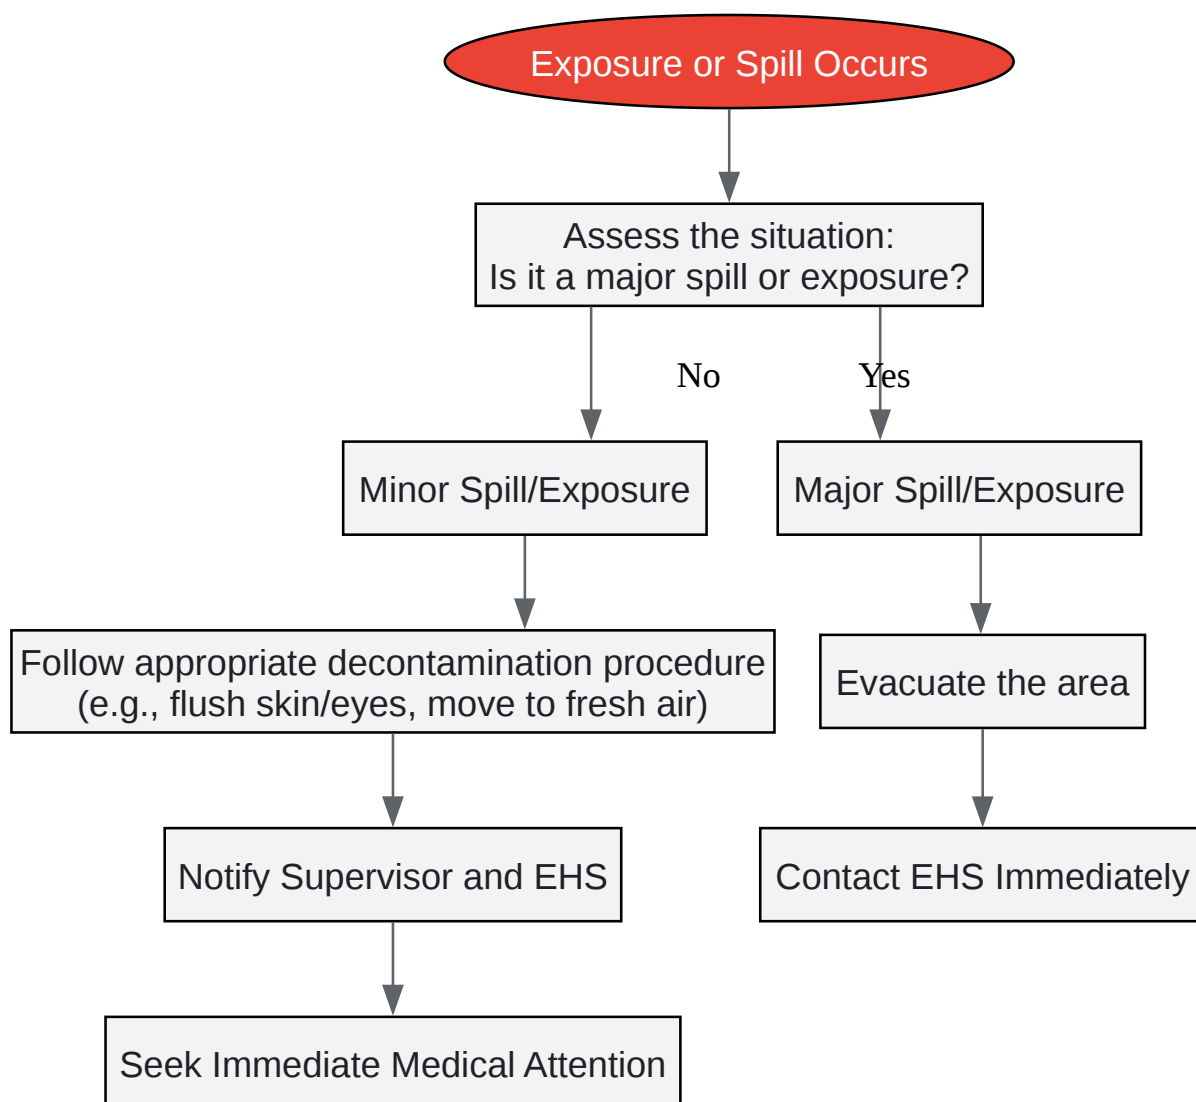 Exposure or Spill Occurs
Assess the situation:
Is it a major spill or exposure?
No
Yes
Minor Spill/Exposure
Major Spill/Exposure
Follow appropriate decontamination procedure
(e.g., flush skin/eyes, move to fresh air)
Evacuate the area
Notify Supervisor and EHS
Contact EHS Immediately
Seek Immediate Medical Attention